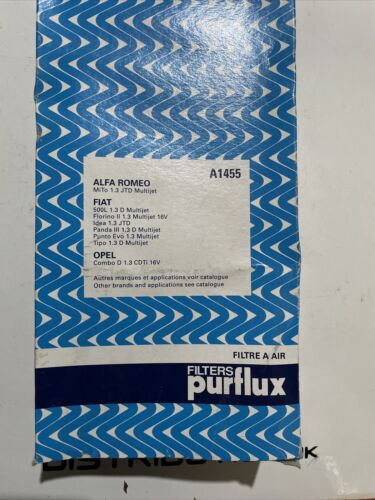 A1455
ALFA ROMEO
MiTo 1.3 JTD Multijet
FIAT
500L 1.3 D Multijet
Fiorino II 1.3 Multijet 16V
Idea 1.3 JTD
Panda III 1.3 D Multijet
Punto Evo 1.3 Multijet
Tipo 1.3 D Multijet
OPEL
Combo D 1.3 CDTi 16V
Autres marques et applications voir catalogue
Other brands and applications see catalogue
FILTRE A AIR
FILTERS
purflux